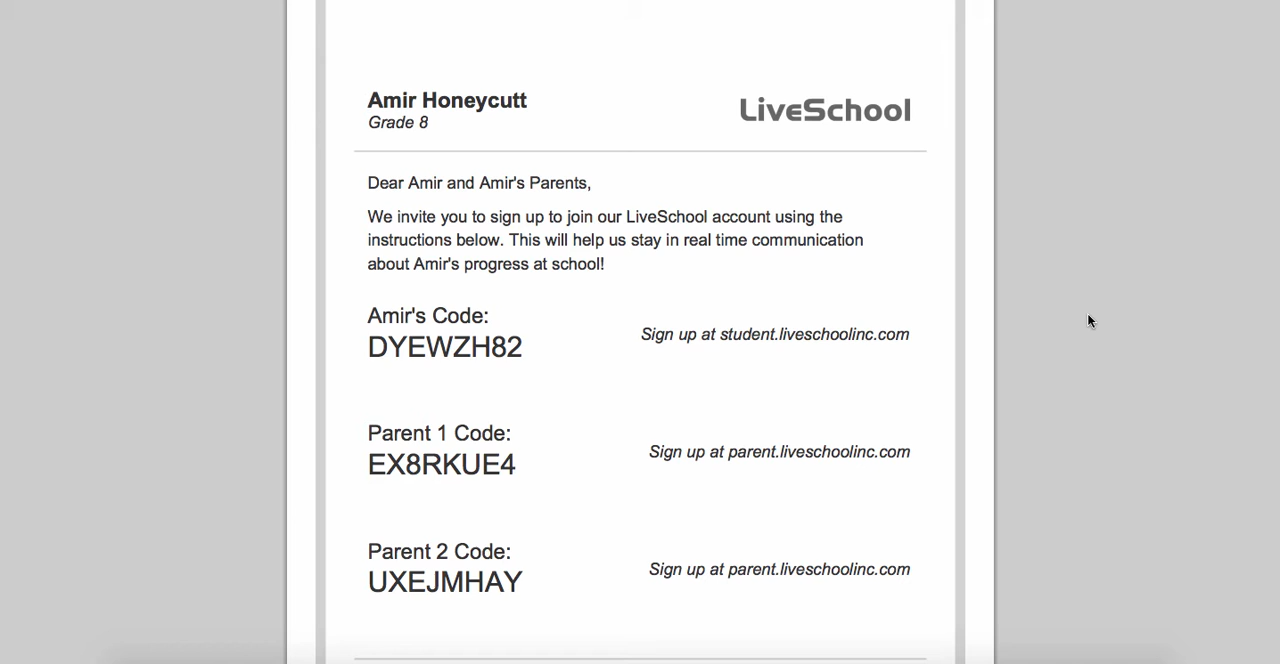 Amir Honeycutt
LiveSchool
Grade 8
Dear Amir and Amir's Parents,
We invite you to sign up to join our LiveSchool account using the
instructions below. This will help us stay in real time communication
about Amir's progress at school!
Amir's Code:
DYEWZH82
Sign up at student.liveschoolinc.com
Parent 1 Code:
EX8RKUE4
Sign up at parent.liveschoolinc.com
Parent 2 Code:
UXEJMHAY
Sign up at parent.liveschoolinc.com